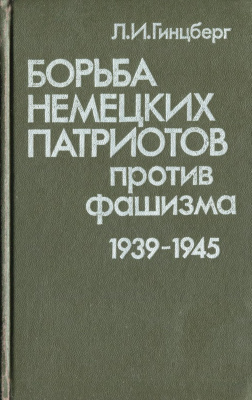 Л.И.Гинцберг
БОРЬБА
НЕМЕЦКИХ
ПАТРИОТОВ
против
фашизма
1939-1945